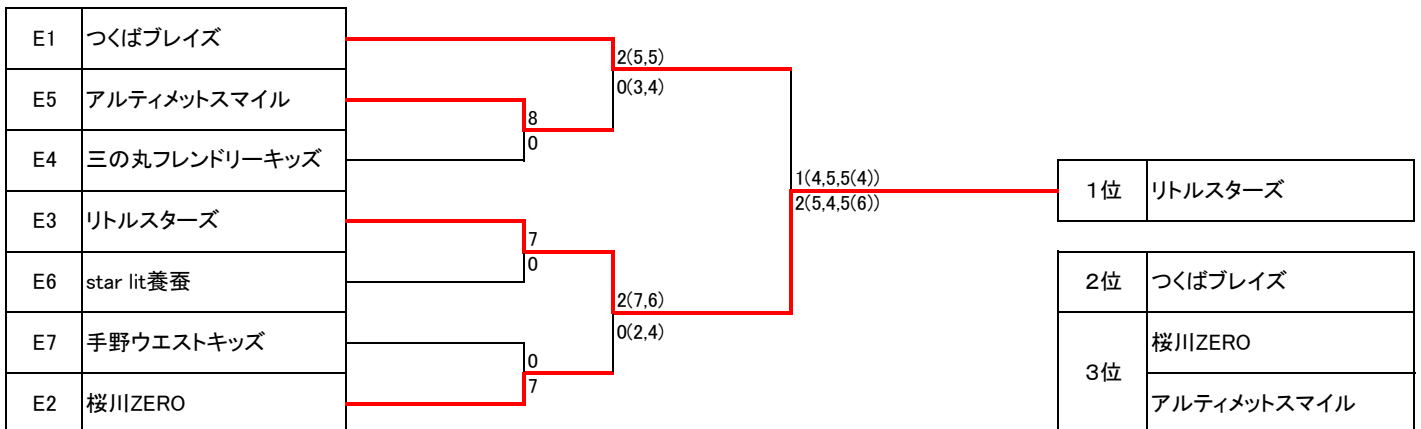 E1 つくばブレイズ
2(5,5)
0(3,4)
E5 アルティメットスマイル
8
0
E4 三の丸フレンドリーキッズ
1(4,5,5(4))
2(5,4,5(6))
1位 リトルスターズ
E3 リトルスターズ
7
0
E6 star lit養蚕
2(7,6)
0(2,4)
2位 つくばブレイズ
E7 手野ウエストキッズ
0
7
E2 桜川ZERO
3位
桜川ZERO
アルティメットスマイル